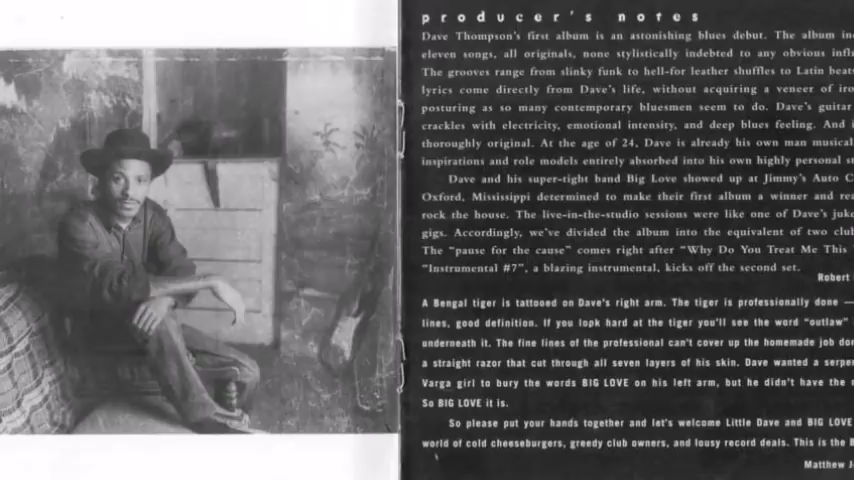 producer's notes
Dave Thompson's first album is an astonishing blues debut. The album
eleven songs, all originals, none stylistically indebted to any obvious
The grooves range from slinky funk to hell-for leather shuffles to Latin
lyrics come directly from Dave's life, without acquiring a veneer of
posturing as so many contemporary bluesmen seem to do. Dave's guitar
crackles with electricity, emotional intensity, and deep blues feeling. And
thoroughly original. At the age of 24, Dave is already his own man
inspirations and role models entirely absorbed into his own highly personal
Dave and his super-tight band Big Love showed up at Jimmy's Auto
Oxford, Mississippi determined to make their first album a winner and
rock the house. The live-in-the-studio sessions were like one of Dave's
gigs. Accordingly, we've divided the album into the equivalent of two
The "pause for the cause" comes right after "Why Do You Treat Me This
"Instrumental #7", a blazing instrumental, kicks off the second set.
Robert
A Bengal tiger is tattooed on Dave's right arm. The tiger is professionally done —
lines, good definition. If you look hard at the tiger you'll see the word "outlaw"
underneath it. The fine lines of the professional can't cover up the homemade job
a straight razor that cut through all seven layers of his skin. Dave wanted a
Varga girl to bury the words BIG LOVE on his left arm, but he didn't have the
So BIG LOVE it is.
So please put your hands together and let's welcome Little Dave and BIG LOVE
world of cold cheeseburgers, greedy club owners, and lousy record deals. This is the
Matthew